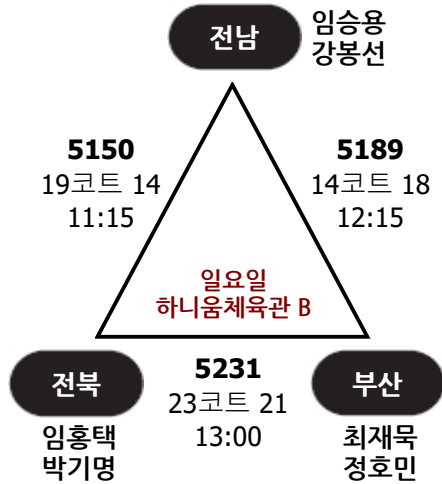 전남
임승용
강봉선
5150
19코트 14
11:15
5189
14코트 18
12:15
일요일
하니움체육관 B
전북
임홍택
박기명
5231
23코트 21
13:00
부산
최재묵
정호민